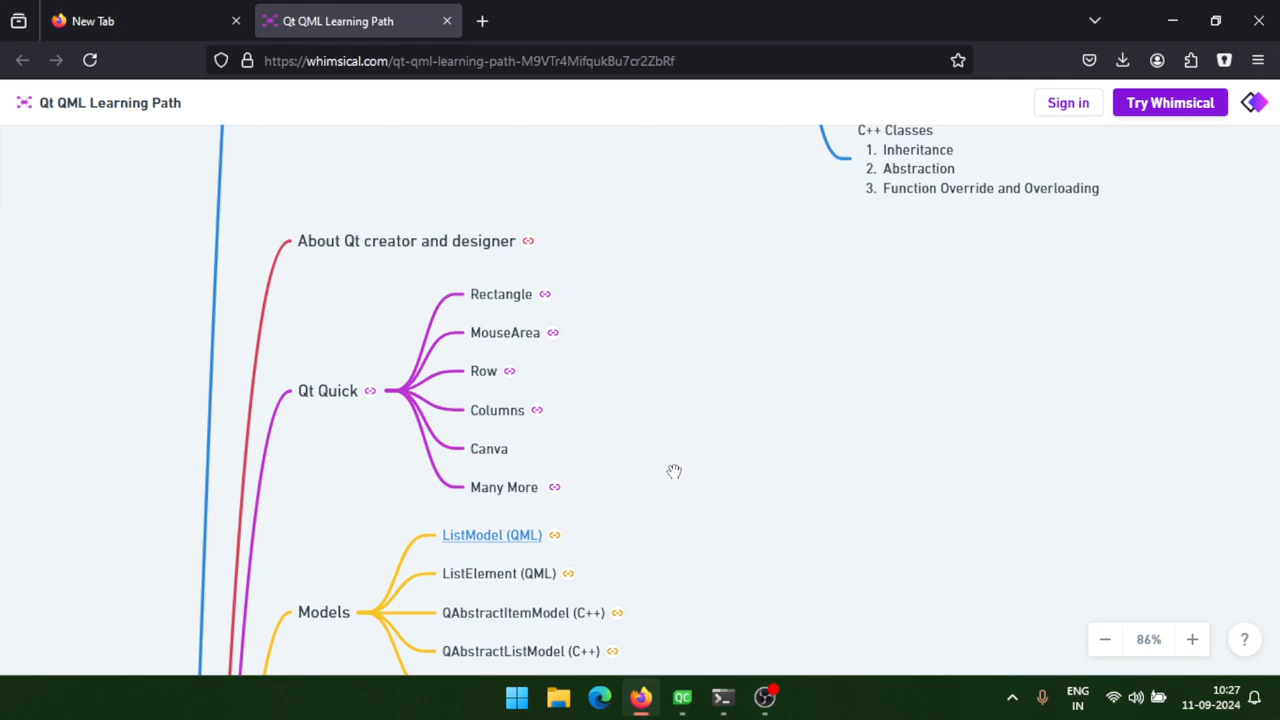 New Tab
Qt QML Learning Path
https://whimsical.com/qt-qml-learning-path-M9VTr4MifqukBu7cr2ZbRf
Qt QML Learning Path
Sign in
Try Whimsical
C++ Classes
1. Inheritance
2. Abstraction
3. Function Override and Overloading
About Qt creator and designer
Rectangle
MouseArea
Row
Qt Quick
Columns
Canva
Many More
ListModel (QML)
ListElement (QML)
Models
QAbstractItemModel (C++)
QAbstractListModel (C++)
86%
?
QC
ENG
IN
10:27
11-09-2024